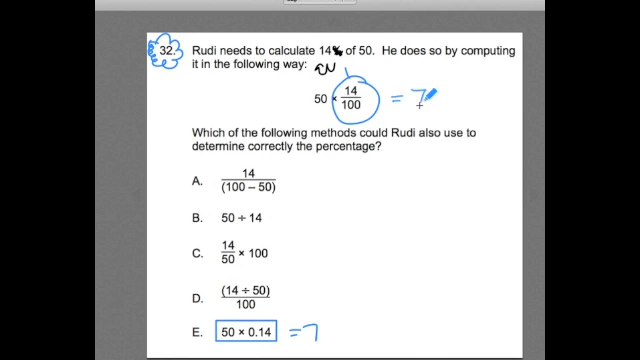 32. Rudi needs to calculate 14% of 50. He does so by computing
it in the following way:
50 × 14/100 = 7
Which of the following methods could Rudi also use to
determine correctly the percentage?
A. 14/(100 – 50)
B. 50 ÷ 14
C. 14/50 × 100
D. (14 ÷ 50)/100
E. 50 × 0.14 = 7